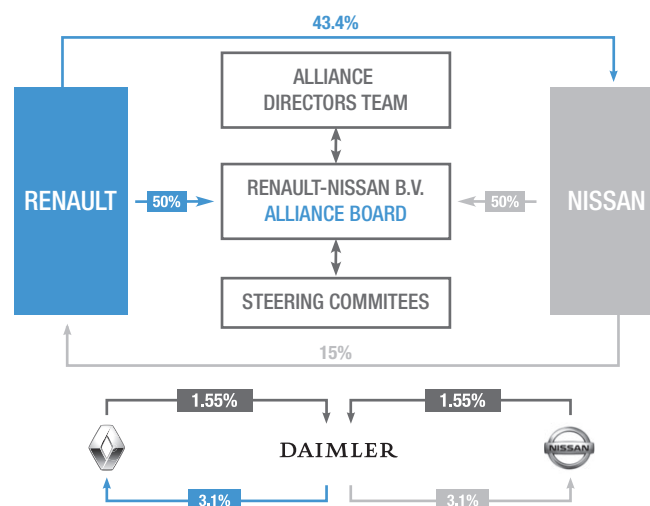 43.4%
ALLIANCE
DIRECTORS TEAM
RENAULT
50%
RENAULT-NISSAN B.V.
ALLIANCE BOARD
50%
NISSAN
STEERING COMMITEES
15%
1.55%
1.55%
DAIMLER
NISSAN
3.1%
3.1%